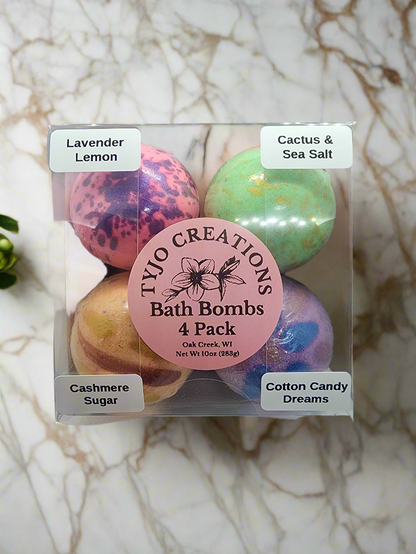 Lavender
Lemon
Cactus &
Sea Salt
TYJO CREATIONS
Bath Bombs
4 Pack
Oak Creek, WI
Net Wt 10oz (283g)
Cashmere
Sugar
Cotton Candy
Dreams